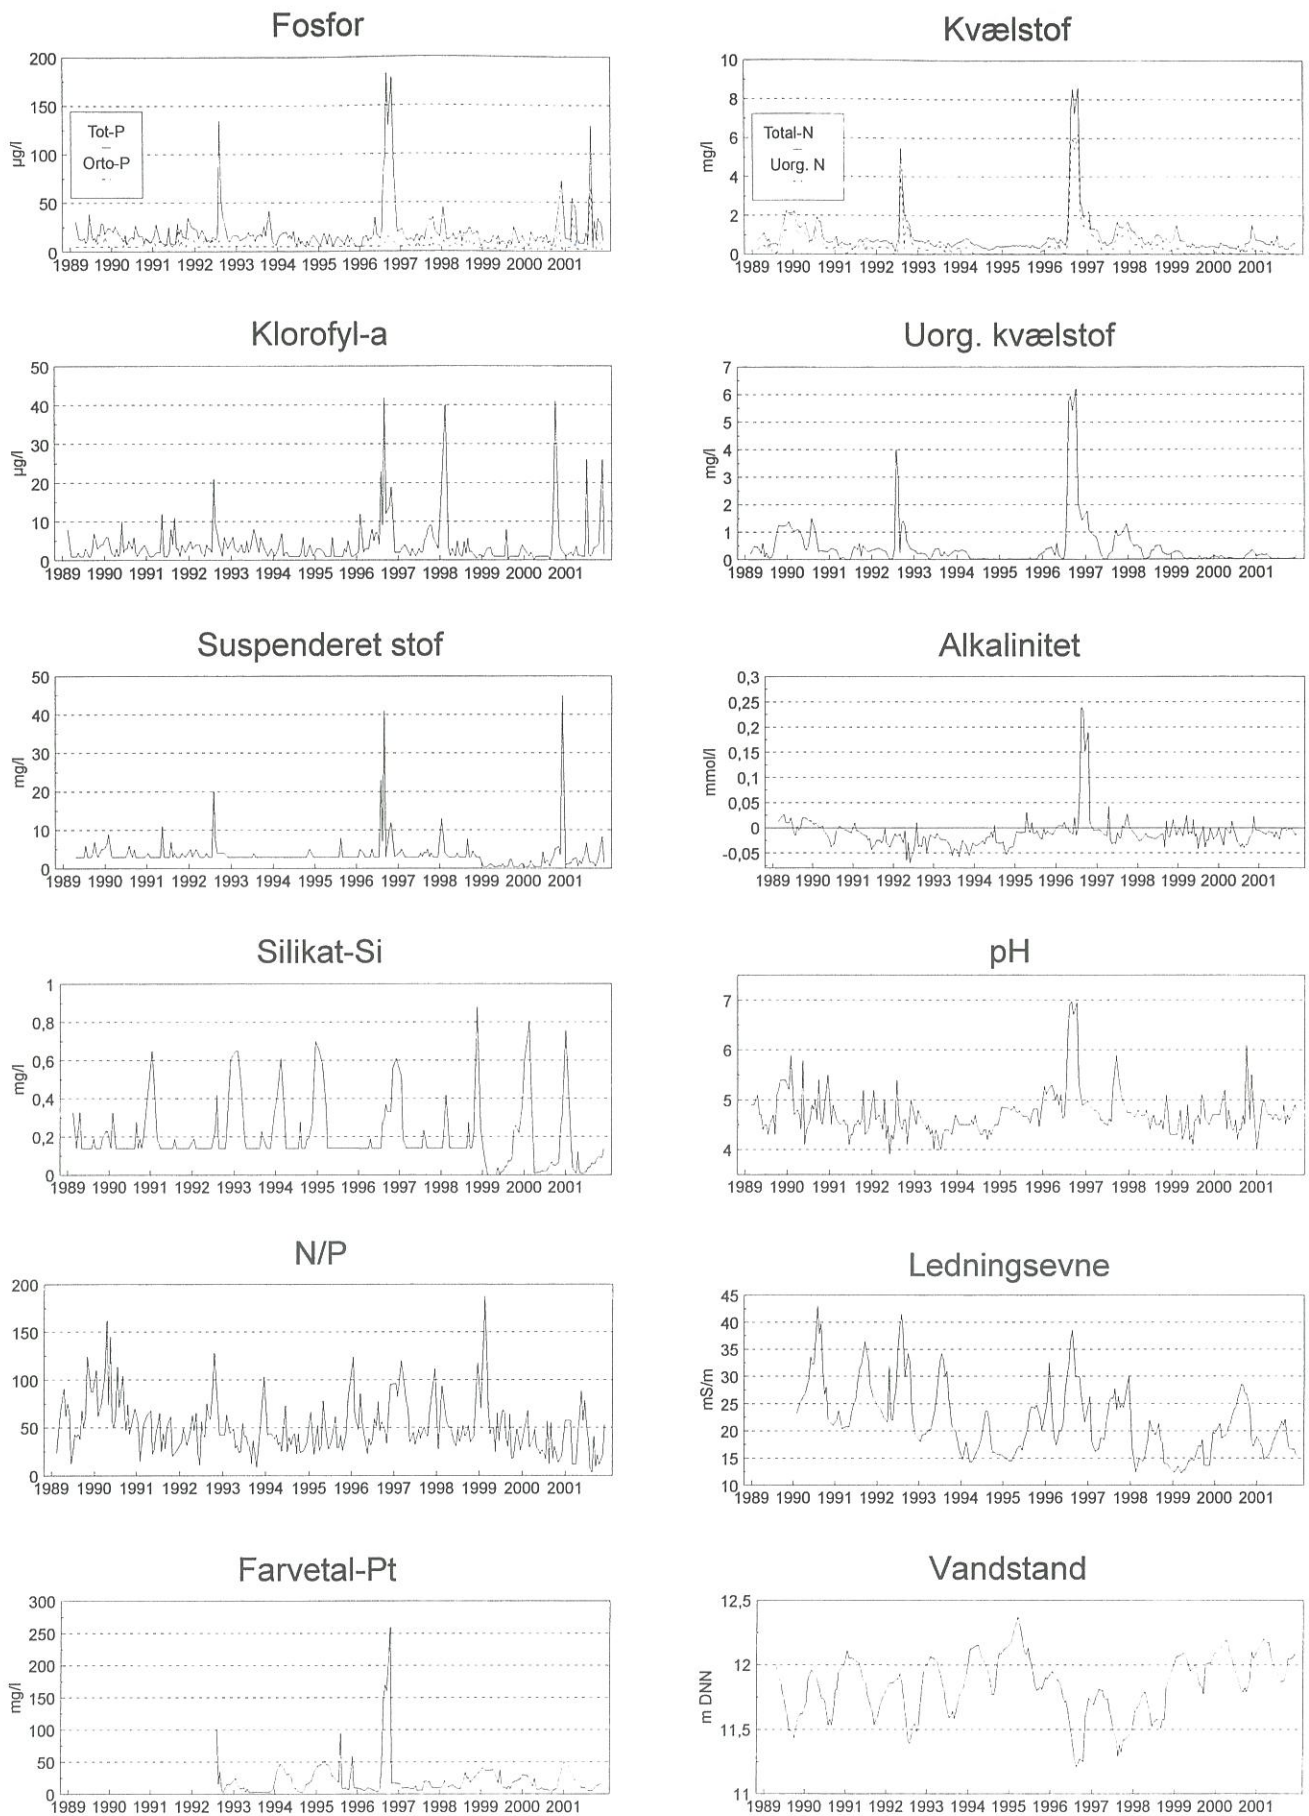 Fosfor
200
150
100
50
0
µg/l
Tot-P
Orto-P
1989 1990 1991 1992 1993 1994 1995 1996 1997 1998 1999 2000 2001
Kvælstof
10
8
6
4
2
0
mg/l
Total-N
Uorg. N
1989 1990 1991 1992 1993 1994 1995 1996 1997 1998 1999 2000 2001
Klorofyl-a
50
40
30
20
10
0
µg/l
1989 1990 1991 1992 1993 1994 1995 1996 1997 1998 1999 2000 2001
Uorg. kvælstof
7
6
5
4
3
2
1
0
mg/l
1989 1990 1991 1992 1993 1994 1995 1996 1997 1998 1999 2000 2001
Suspenderet stof
50
40
30
20
10
0
mg/l
1989 1990 1991 1992 1993 1994 1995 1996 1997 1998 1999 2000 2001
Alkalinitet
0,3
0,25
0,2
0,15
0,1
0,05
0
-0,05
mmol/l
1989 1990 1991 1992 1993 1994 1995 1996 1997 1998 1999 2000 2001
Silikat-Si
1
0,8
0,6
0,4
0,2
0
mg/l
1989 1990 1991 1992 1993 1994 1995 1996 1997 1998 1999 2000 2001
pH
7
6
5
4
1989 1990 1991 1992 1993 1994 1995 1996 1997 1998 1999 2000 2001
N/P
200
150
100
50
0
1989 1990 1991 1992 1993 1994 1995 1996 1997 1998 1999 2000 2001
Ledningsevne
45
40
35
30
25
20
15
10
mS/m
1989 1990 1991 1992 1993 1994 1995 1996 1997 1998 1999 2000 2001
Farvetal-Pt
300
250
200
150
100
50
0
mg/l
1989 1990 1991 1992 1993 1994 1995 1996 1997 1998 1999 2000 2001
Vandstand
12,5
12
11,5
11
m DNN
1989 1990 1991 1992 1993 1994 1995 1996 1997 1998 1999 2000 2001